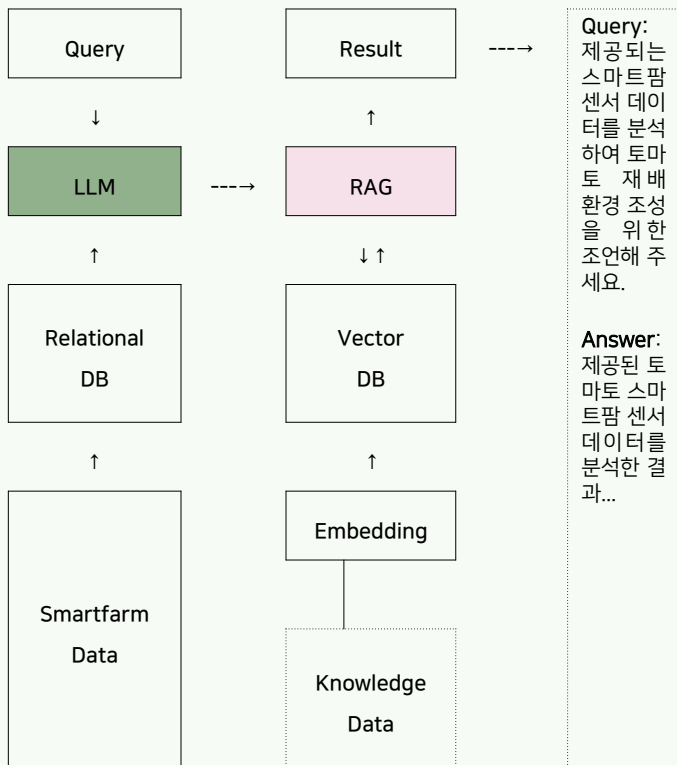 Query
Result
---→
↓
↑
LLM
---→
RAG
↑
↓ ↑
Relational
DB
Vector
DB
↑
↑
Embedding
Smartfarm
Data
Knowledge
Data
Query:
제공되는
스마트팜
센서 데이
터를 분석
하여 토마
토 재배
환경 조성
을 위한
조언해 주
세요.
Answer:
제공된 토
마토 스마
트팜 센서
데이터를
분석한 결
과...